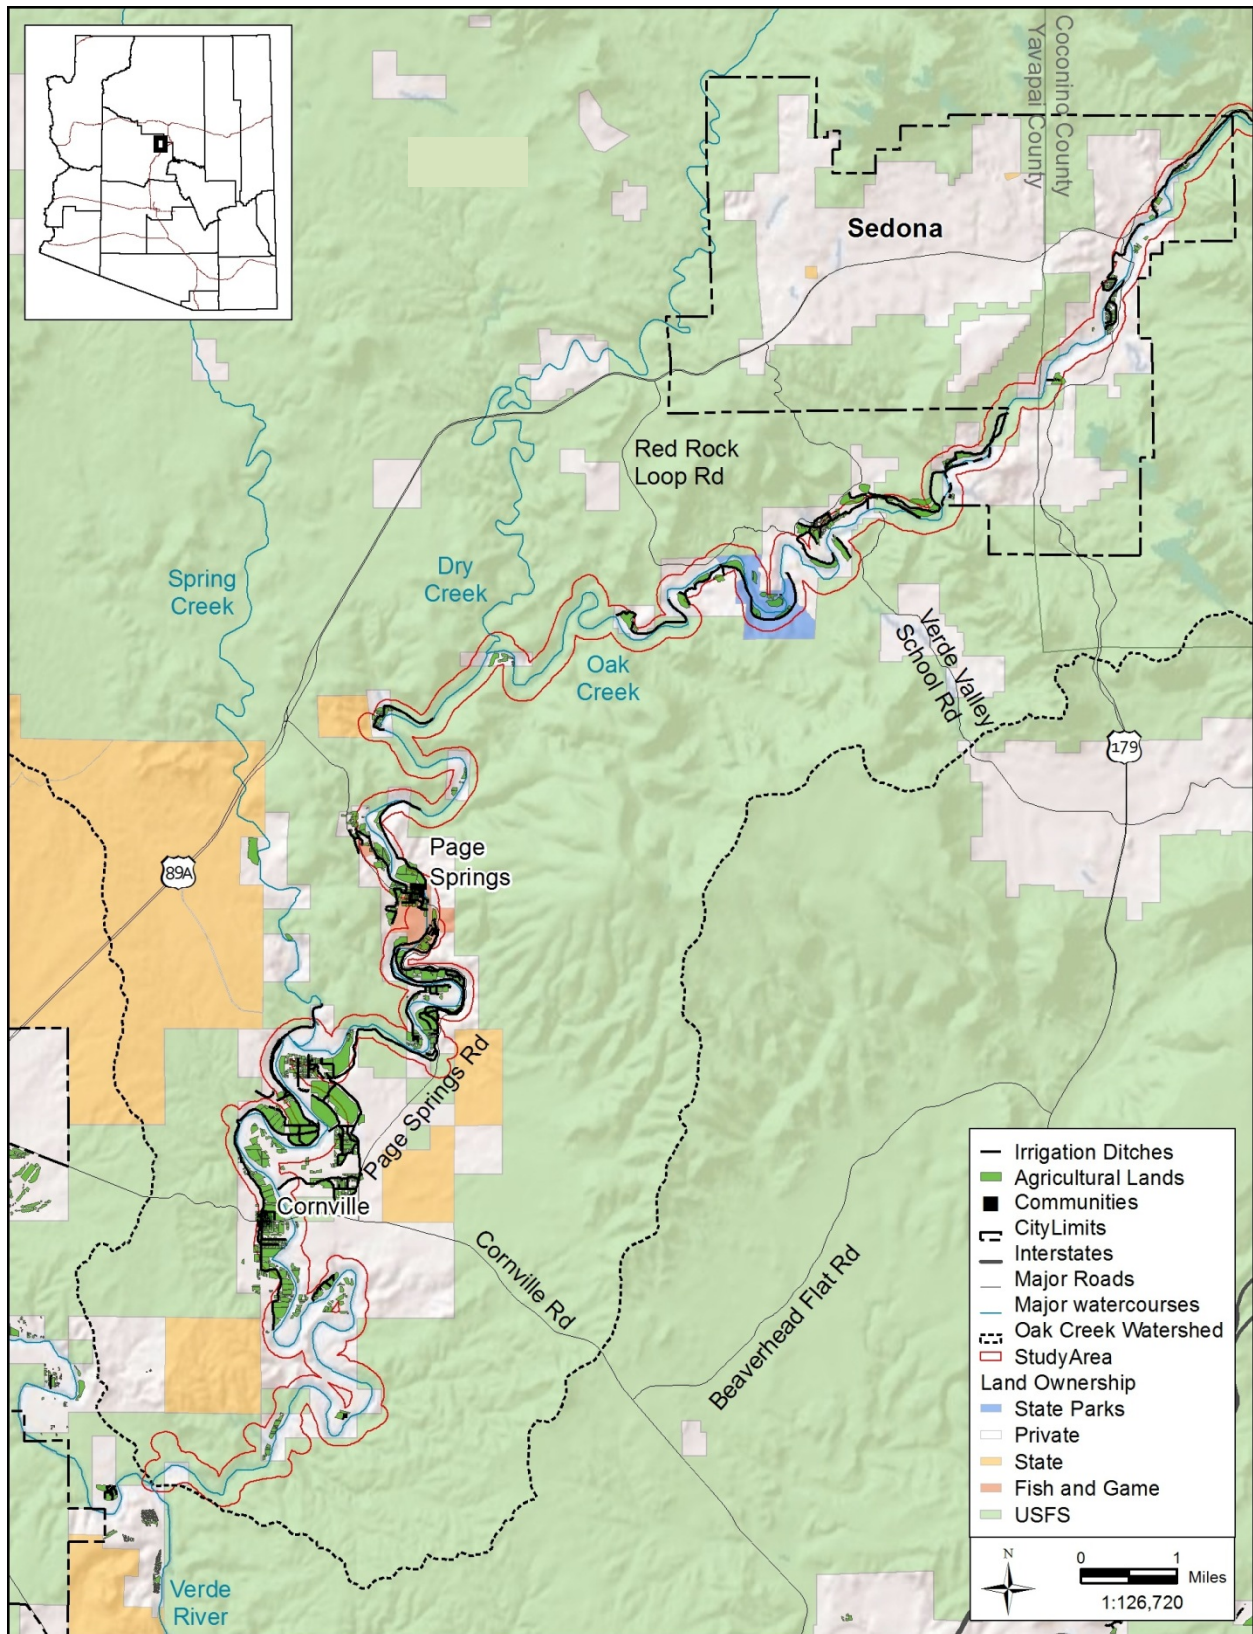 Coconino County
Yavapai County
Sedona
Red Rock
Loop Rd
Spring
Creek
Dry
Creek
Oak
Creek
Verde Valley
School Rd
179
89A
Page
Springs
Page Springs Rd
Cornville
Cornville Rd
Beaverhead Flat Rd
Verde
River
Irrigation Ditches
Agricultural Lands
Communities
CityLimits
Interstates
Major Roads
Major watercourses
Oak Creek Watershed
StudyArea
Land Ownership
State Parks
Private
State
Fish and Game
USFS
N
0 1
Miles
1:126,720